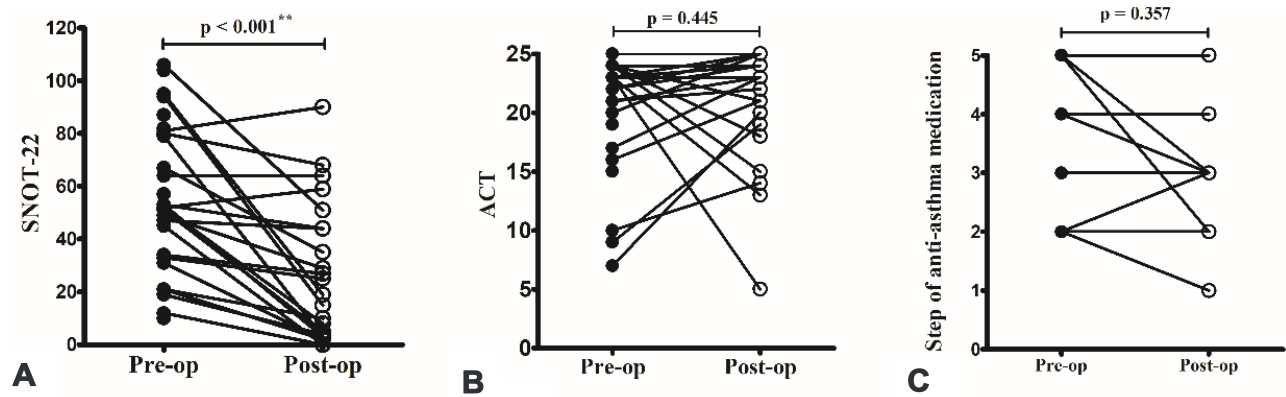 p < 0.001**
120
100
80
60
40
20
0
SNOT-22
Pre-op Post-op
A
p = 0.445
25
20
15
10
5
0
ACT
Pre-op Post-op
B
p = 0.357
5
4
3
2
1
0
Step of anti-asthma medication
Pre-op Post-op
C